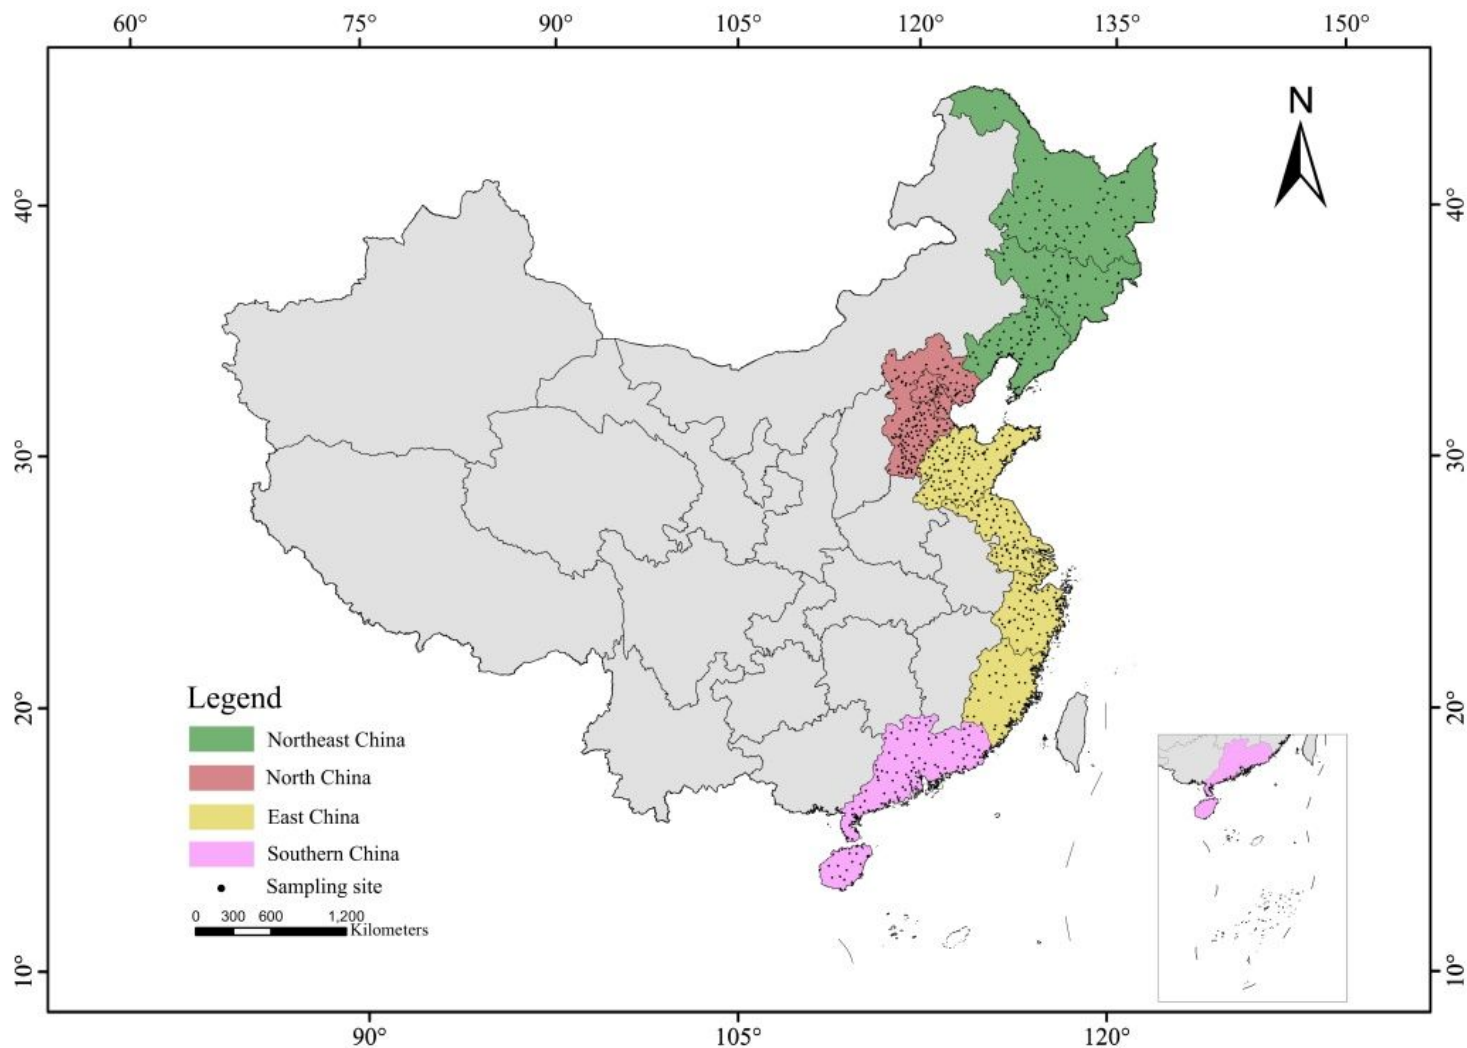 60° 75° 90° 105° 120° 135° 150°
N
40° 40°
30° 30°
20° 20°
10° 10°
Legend
Northeast China
North China
East China
Southern China
Sampling site
0 300 600 1,200
Kilometers
90° 105° 120°